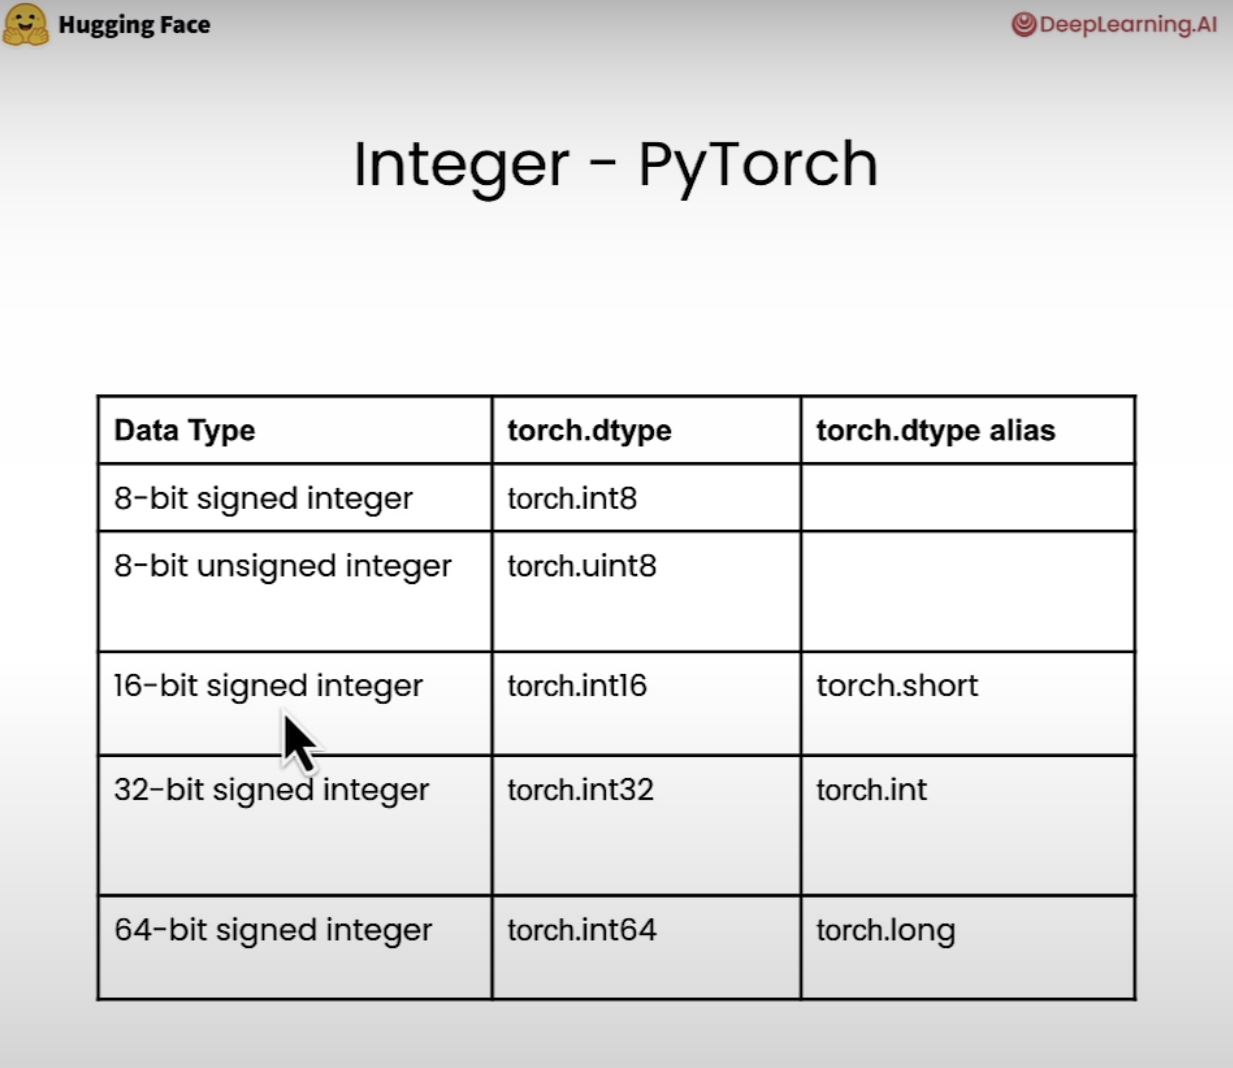 Hugging Face
DeepLearning.AI
Integer - PyTorch
Data Type torch.dtype torch.dtype alias
8-bit signed integer torch.int8
8-bit unsigned integer torch.uint8
16-bit signed integer torch.int16 torch.short
32-bit signed integer torch.int32 torch.int
64-bit signed integer torch.int64 torch.long